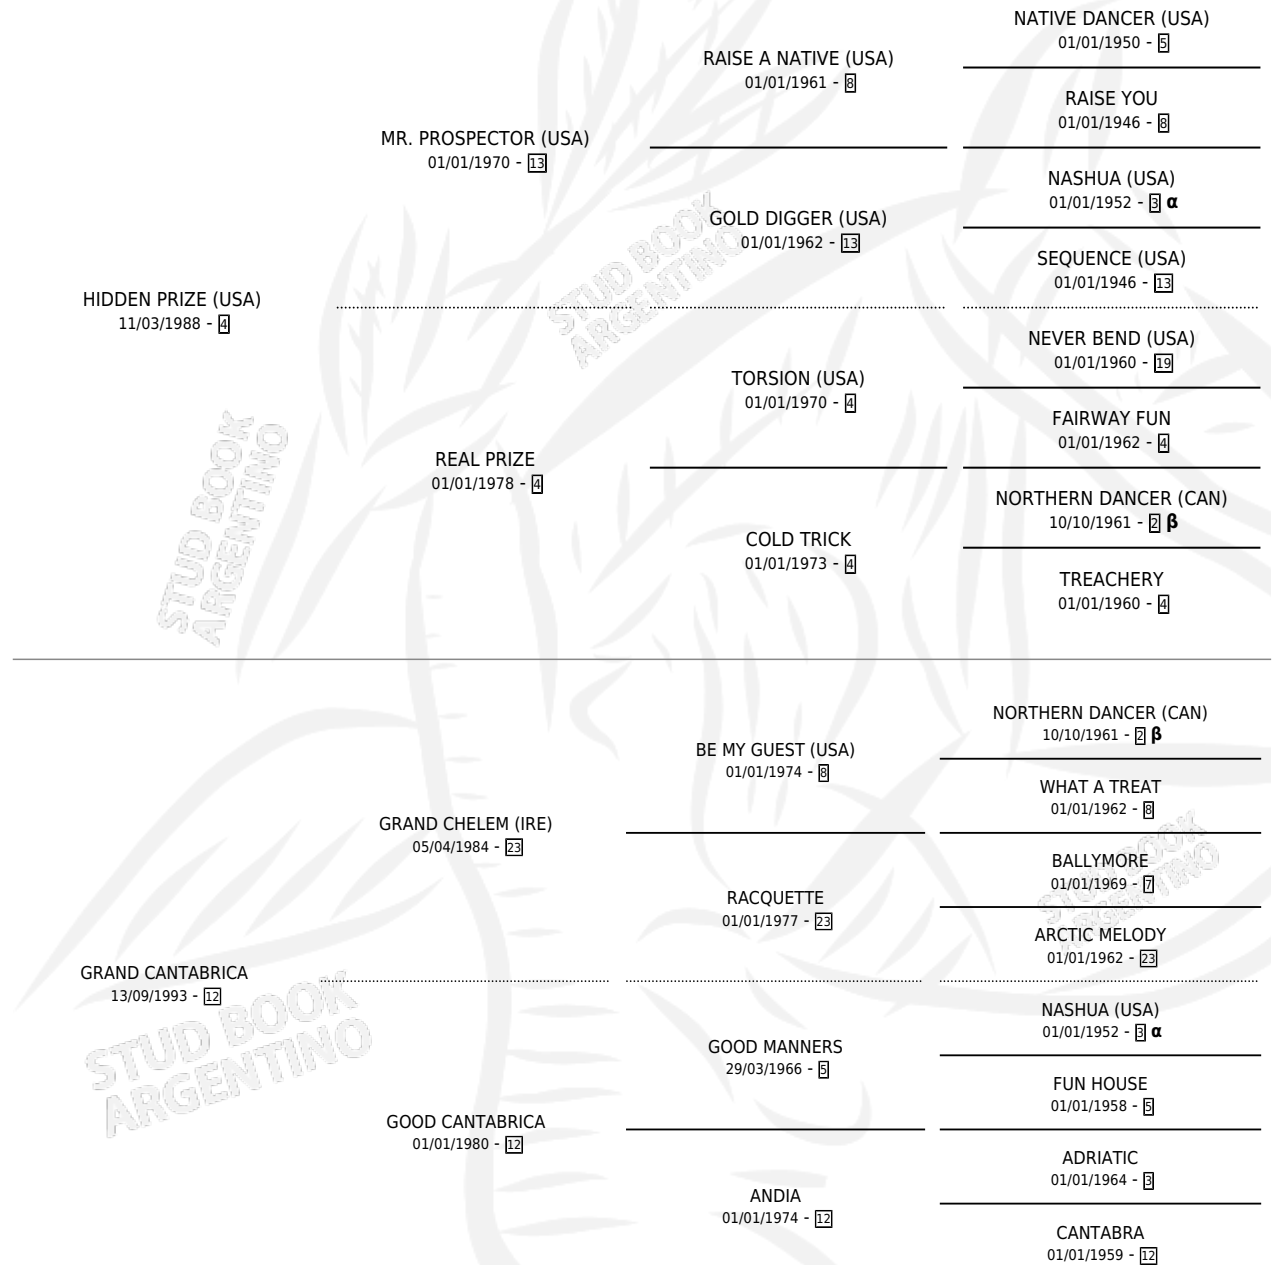 NATIVE DANCER (USA)
01/01/1950 - 5
RAISE A NATIVE (USA)
01/01/1961 - 8
RAISE YOU
01/01/1946 - 8
MR. PROSPECTOR (USA)
01/01/1970 - 13
NASHUA (USA)
01/01/1952 - 3 α
GOLD DIGGER (USA)
01/01/1962 - 13
SEQUENCE (USA)
01/01/1946 - 13
HIDDEN PRIZE (USA)
11/03/1988 - 4
NEVER BEND (USA)
01/01/1960 - 19
TORSION (USA)
01/01/1970 - 4
FAIRWAY FUN
01/01/1962 - 4
REAL PRIZE
01/01/1978 - 4
NORTHERN DANCER (CAN)
10/10/1961 - 2 β
COLD TRICK
01/01/1973 - 4
TREACHERY
01/01/1960 - 4
STUD BOOK
ARGENTINO
STUD BOOK
ARGENTINO
NORTHERN DANCER (CAN)
10/10/1961 - 2 β
BE MY GUEST (USA)
01/01/1974 - 8
WHAT A TREAT
01/01/1962 - 8
GRAND CHELEM (IRE)
05/04/1984 - 23
BALLYMORE
01/01/1969 - 7
RACQUETTE
01/01/1977 - 23
ARCTIC MELODY
01/01/1962 - 23
GRAND CANTABRICA
13/09/1993 - 12
NASHUA (USA)
01/01/1952 - 3 α
GOOD MANNERS
29/03/1966 - 5
FUN HOUSE
01/01/1958 - 5
GOOD CANTABRICA
01/01/1980 - 12
ADRIATIC
01/01/1964 - 3
ANDIA
01/01/1974 - 12
CANTABRA
01/01/1959 - 12
STUD BOOK
ARGENTINO
STUD BOOK
ARGENTINO